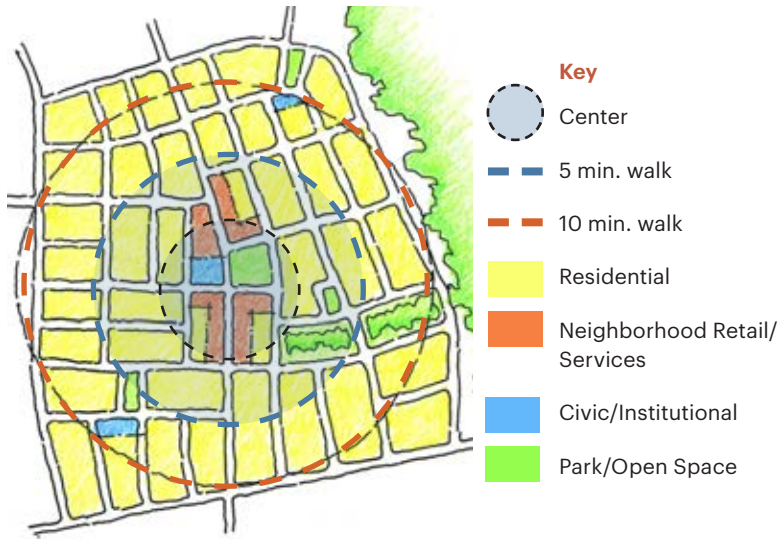 Key
Center
5 min. walk
10 min. walk
Residential
Neighborhood Retail/
Services
Civic/Institutional
Park/Open Space